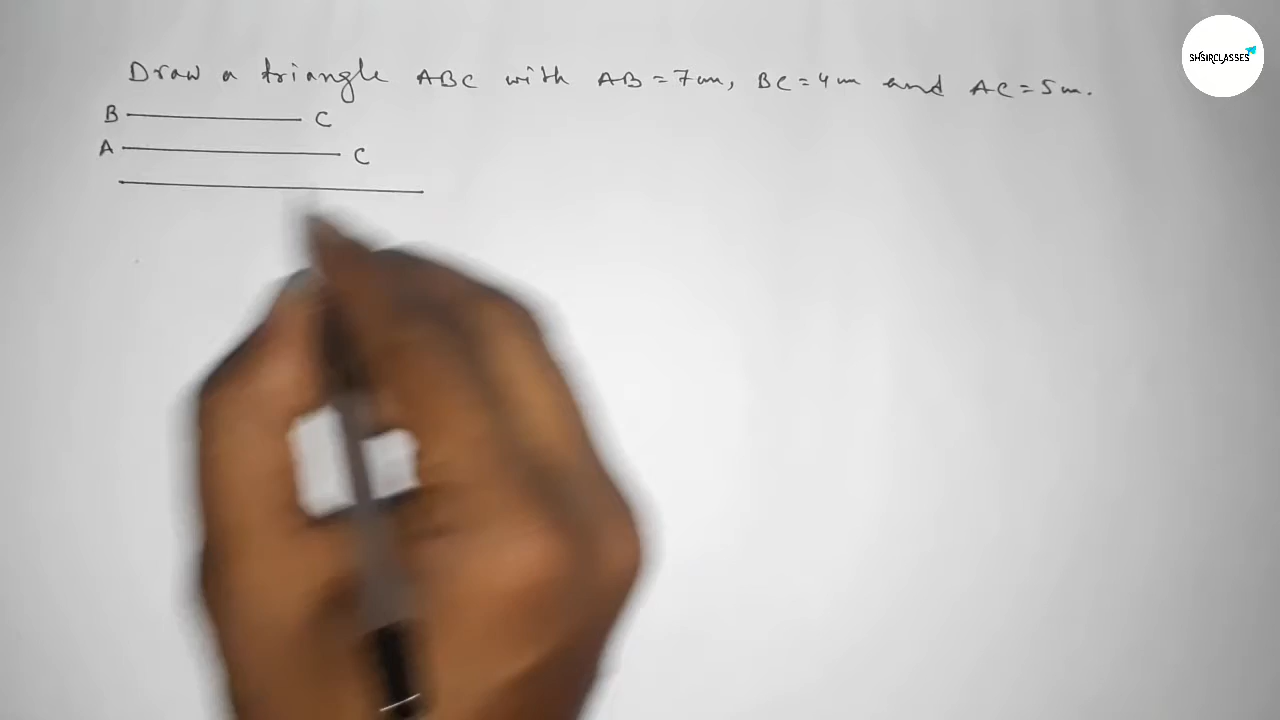 SHSIRCLASSES
Draw a triangle ABC with AB=7cm, BC=4cm and AC=5cm.
B C
A C